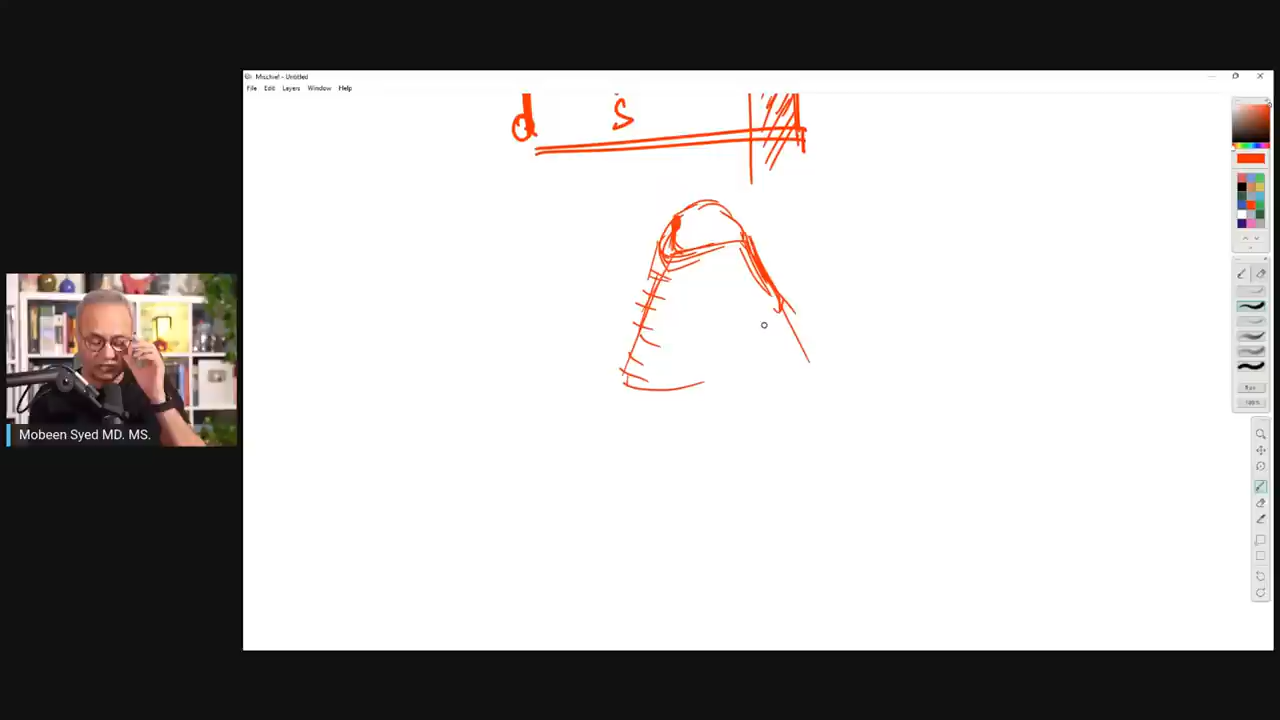 Mischief - Untitled
File Edit Layers Window Help
d s
Mobeen Syed MD. MS.